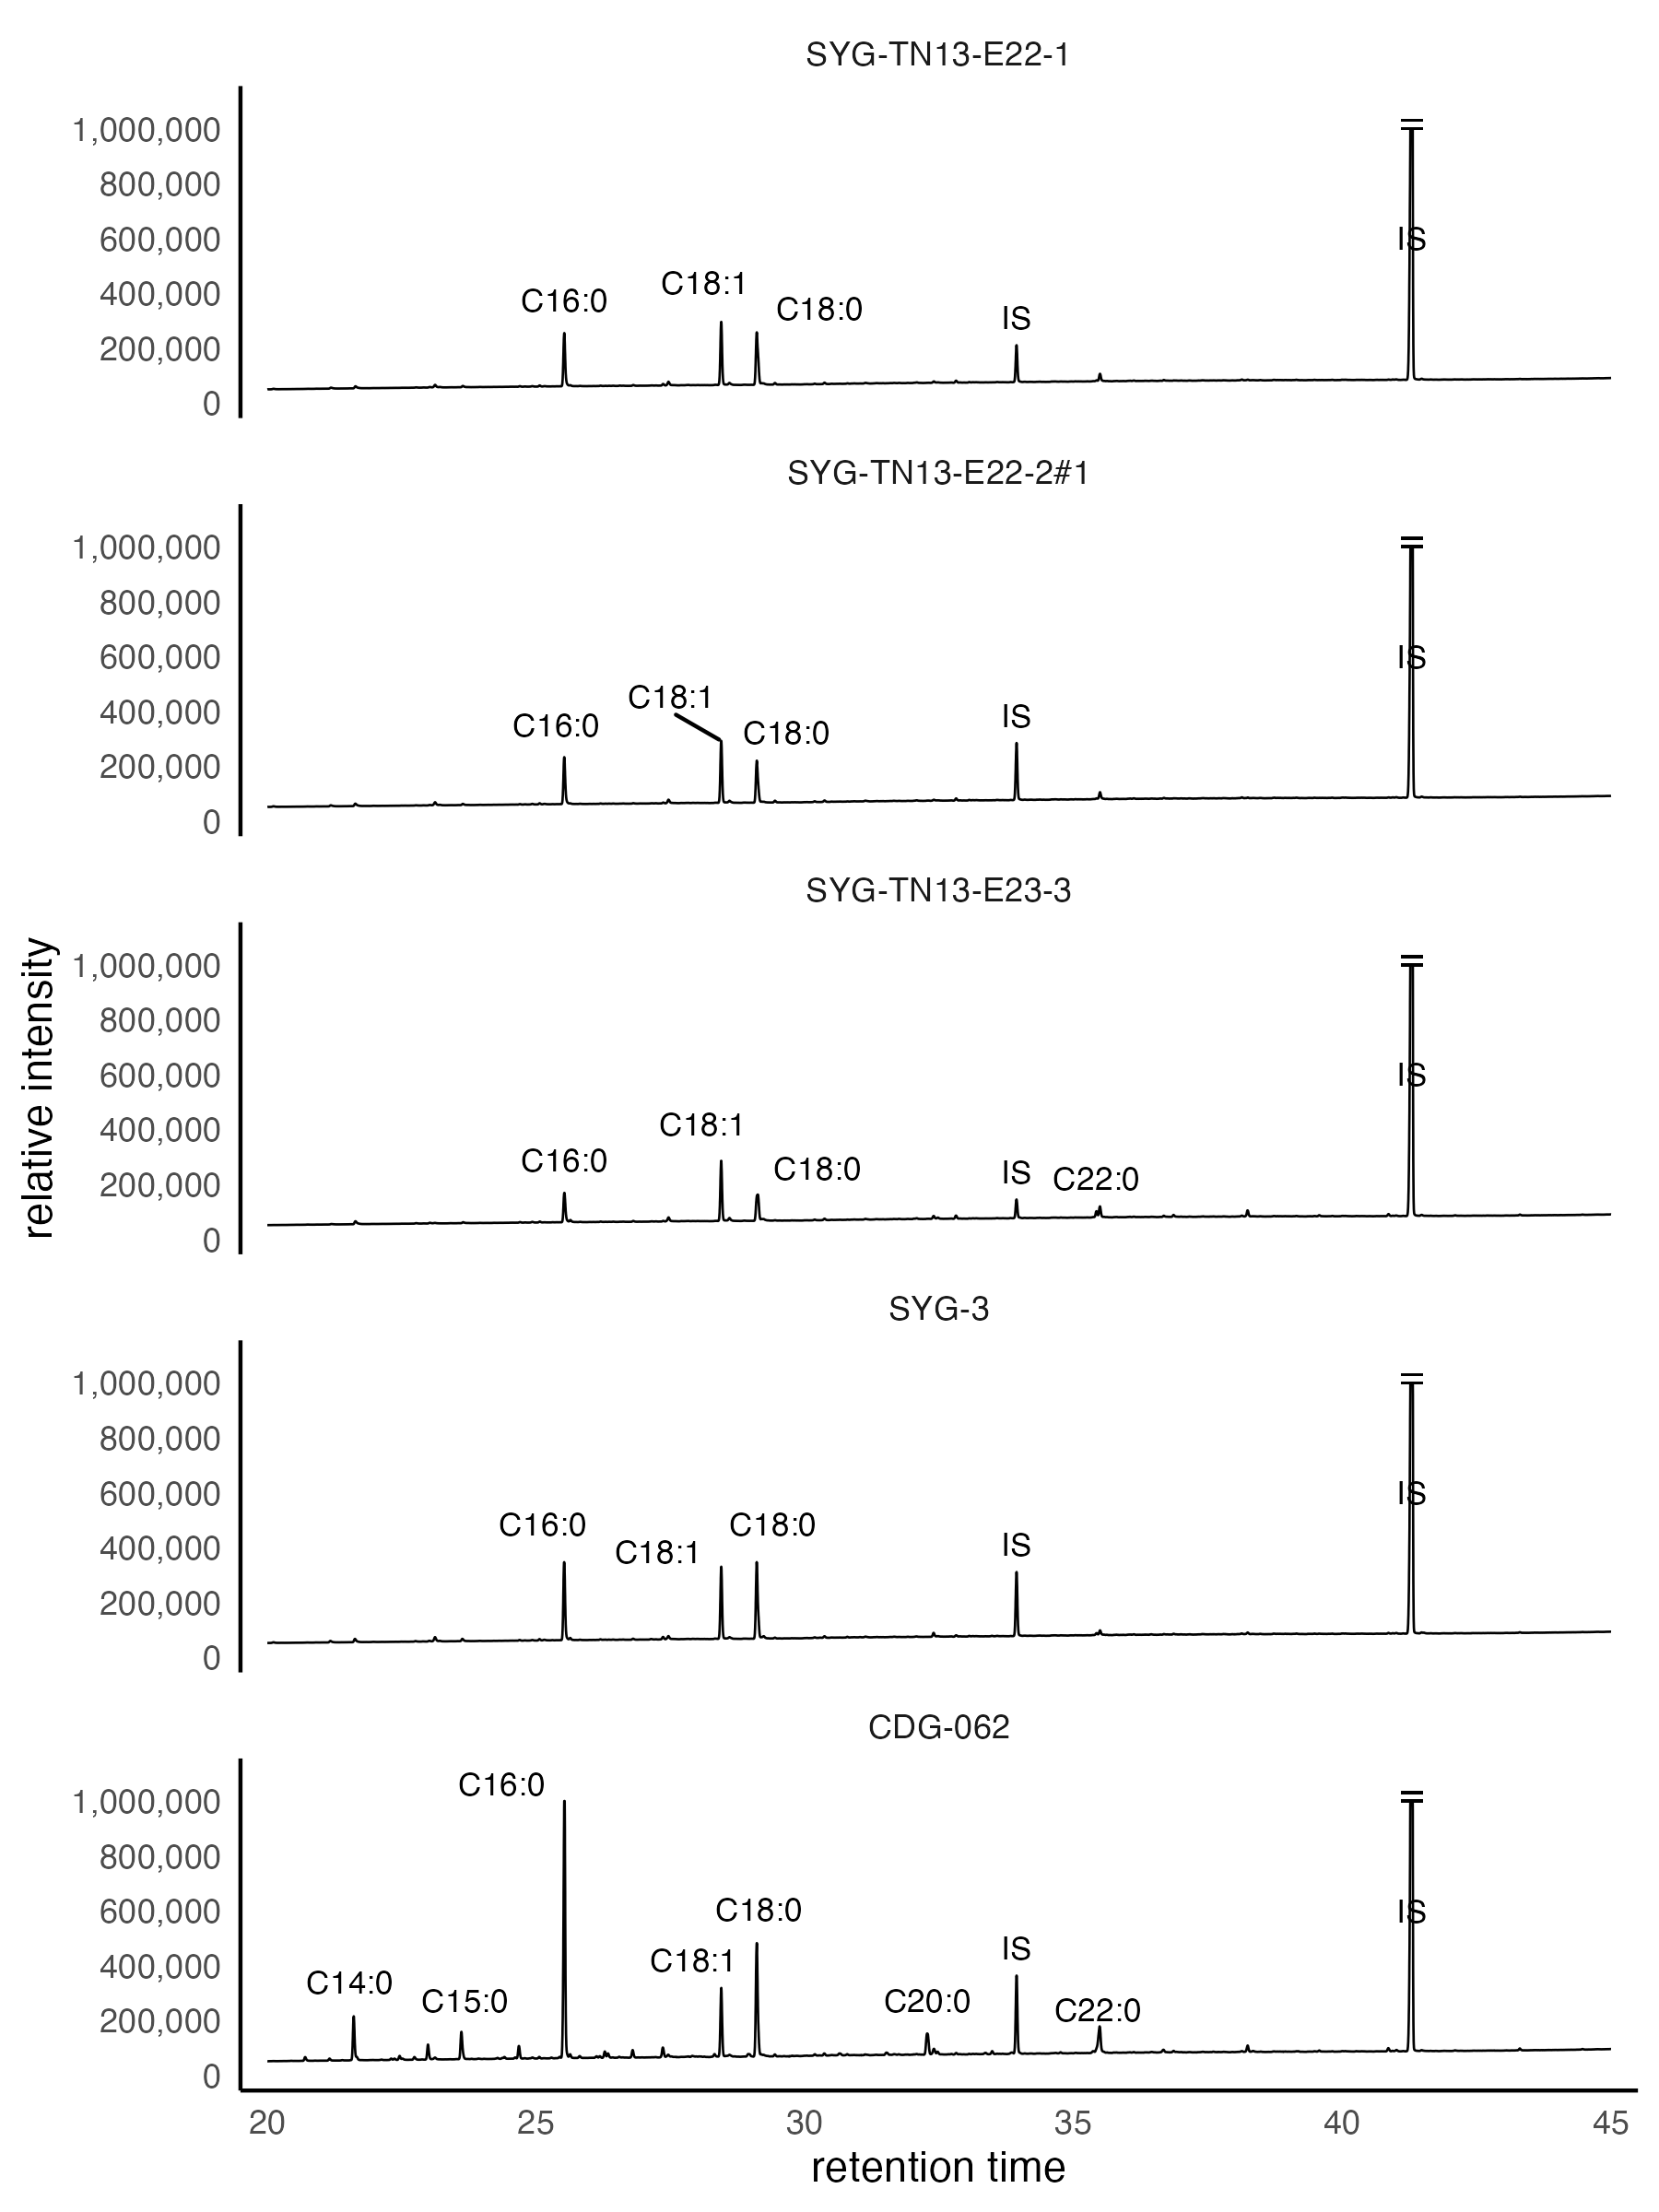 SYG-TN13-E22-1
1,000,000
800,000
600,000
400,000
200,000
0
C16:0
C18:1
C18:0
IS
IS
SYG-TN13-E22-2#1
1,000,000
800,000
600,000
400,000
200,000
0
C16:0
C18:1
C18:0
IS
IS
SYG-TN13-E23-3
1,000,000
800,000
600,000
400,000
200,000
0
C16:0
C18:1
C18:0
IS
C22:0
IS
relative intensity
SYG-3
1,000,000
800,000
600,000
400,000
200,000
0
C16:0
C18:1
C18:0
IS
IS
CDG-062
1,000,000
800,000
600,000
400,000
200,000
0
C14:0
C15:0
C16:0
C18:1
C18:0
C20:0
IS
C22:0
IS
20 25 30 35 40 45
retention time